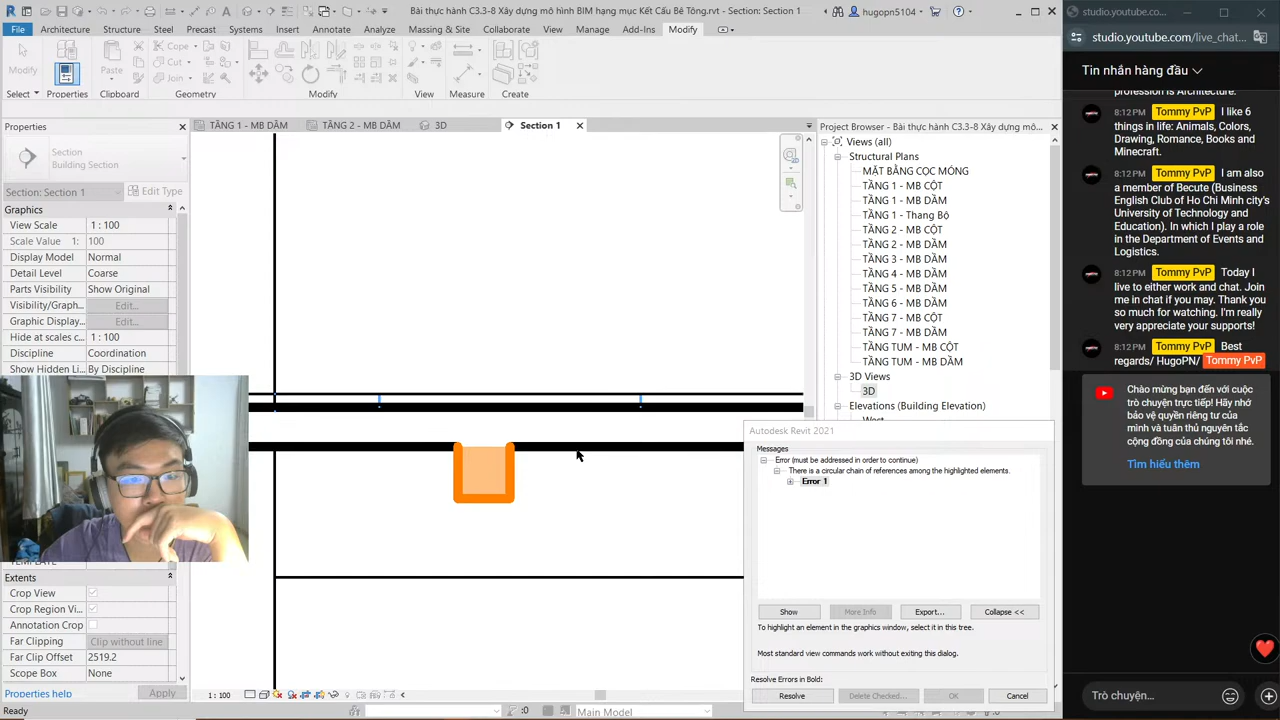 Bài thực hành C3.3-8 Xây dựng mô hình BIM hạng mục Kết Cấu Bê Tông.rvt - Section: Section 1
hugopn5104
File Architecture Structure Steel Precast Systems Insert Annotate Analyze Massing & Site Collaborate View Manage Add-Ins Modify
Modify Properties Paste Cope Cut Join
Select Properties Clipboard Geometry Modify View Measure Create
Properties
TẦNG 1 - MB DẦM TẦNG 2 - MB DẦM 3D Section 1
Section
Building Section
Section: Section 1 Edit Type
Graphics
View Scale 1 : 100
Scale Value 1: 100
Display Model Normal
Detail Level Coarse
Parts Visibility Show Original
Visibility/Graph... Edit...
Graphic Display... Edit...
Hide at scales c... 1 : 100
Discipline Coordination
Show Hidden Li... By Discipline
TEMPLATE
Extents
Crop View
Crop Region Vi...
Annotation Crop
Far Clipping Clip without line
Far Clip Offset 2519.2
Scope Box None
Properties help Apply
1 : 100
:0 Main Model
Project Browser - Bài thực hành C3.3-8 Xây dựng mô...
Views (all)
Structural Plans
MẶT BẰNG CỌC MÓNG
TẦNG 1 - MB CỘT
TẦNG 1 - MB DẦM
TẦNG 1 - Thang Bộ
TẦNG 2 - MB CỘT
TẦNG 2 - MB DẦM
TẦNG 3 - MB DẦM
TẦNG 4 - MB DẦM
TẦNG 5 - MB DẦM
TẦNG 6 - MB DẦM
TẦNG 7 - MB CỘT
TẦNG 7 - MB DẦM
TẦNG TUM - MB CỘT
TẦNG TUM - MB DẦM
3D Views
3D
Elevations (Building Elevation)
Autodesk Revit 2021
Messages
Error (must be addressed in order to continue)
There is a circular chain of references among the highlighted elements.
Error 1
Show More Info Export... Collapse <<
To highlight an element in the graphics window, select it in this tree.
Most standard view commands work without exiting this dialog.
Resolve Errors in Bold:
Resolve Delete Checked... OK Cancel
studio.youtube.co...
studio.youtube.com/live_chat...
Tin nhắn hàng đầu
profession is Architecture.
8:12 PM Tommy PvP I like 6
things in life: Animals, Colors,
Drawing, Romance, Books and
Minecraft.
8:12 PM Tommy PvP I am also
a member of Becute (Business
English Club of Ho Chi Minh city's
University of Technology and
Education). In which I play a role
in the Department of Events and
Logistics.
8:12 PM Tommy PvP Today I
live to either work and chat. Join
me in chat if you may. Thank you
so much for watching. I'm really
very appreciate your supports!
8:12 PM Tommy PvP Best
regards/ HugoPN/ Tommy PvP
Chào mừng bạn đến với cuộc
trò chuyện trực tiếp! Hãy nhớ
bảo vệ quyền riêng tư của
mình và tuân thủ nguyên tắc
cộng đồng của chúng tôi nhé.
Tìm hiểu thêm
Trò chuyện...